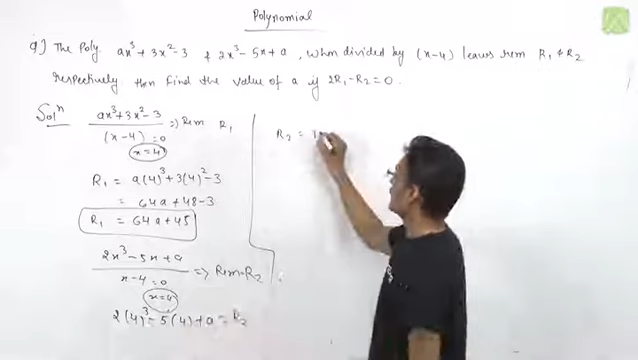 Polynomial
Q) The Poly. ax³+3x²-3 & 2x³-5x+a, when divided by (x-4) leaves rem R₁ & R₂
respectively then find the value of a if 2R₁-R₂=0.
Solⁿ
ax³+3x²-3 => Rem R₁
(x-4)=0
x=4
R₁ = a(4)³+3(4)²-3
= 64a+48-3
R₁ = 64a+45
2x³-5x+a => Rem=R₂
x-4=0
x=4
2(4)³-5(4)+a=R₂
R₂ =